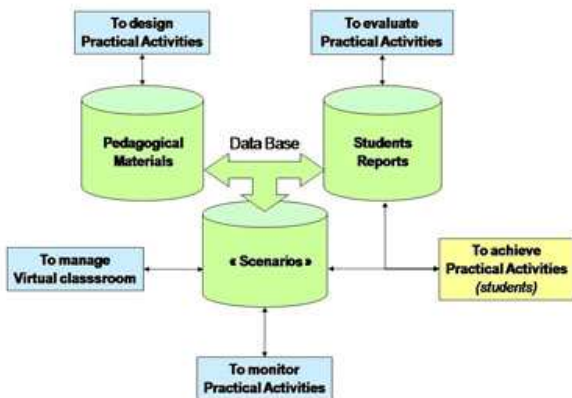 To design
Practical Activities
To evaluate
Practical Activities
Pedagogical
Materials
Data Base
Students
Reports
To manage
Virtual classsroom
« Scenarios »
To achieve
Practical Activities
(students)
To monitor
Practical Activities